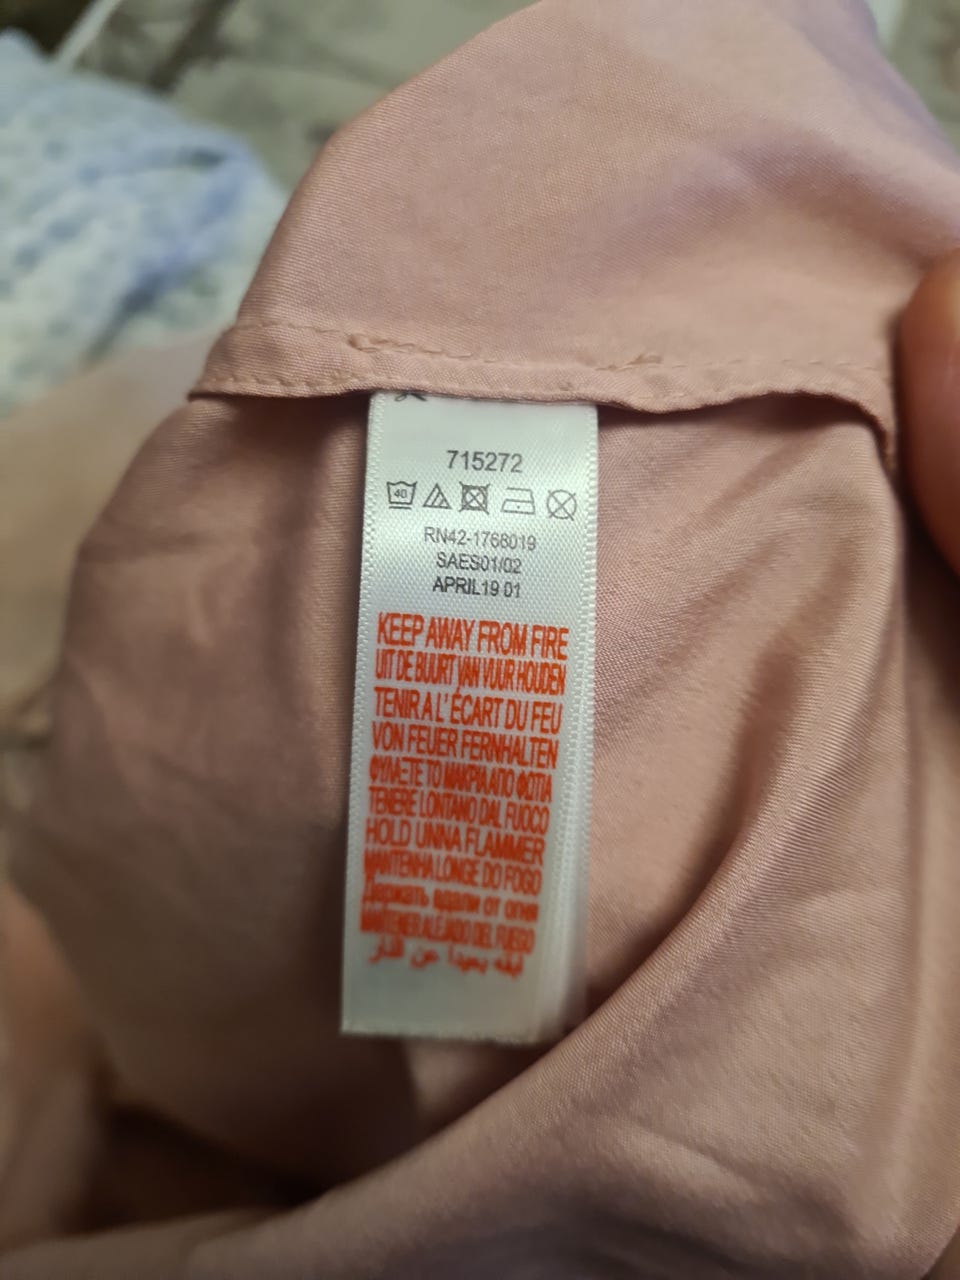 715272
40
RN42-1768019
SAES01/02
APRIL19 01
KEEP AWAY FROM FIRE
UIT DE BUURT VAN VUUR HOUDEN
TENIR A L' ÉCART DU FEU
VON FEUER FERNHALTEN
ΦΥΛΑΞΤΕ ΤΟ ΜΑΚΡΙΑ ΑΠΟ ΦΩΤΙΑ
TENERE LONTANO DAL FUOCO
HOLD UNNA FLAMMER
MANTENHA LONGE DO FOGO
Держать вдали от огня
MANTENER ALEJADO DEL FUEGO
بعيدا عن النار